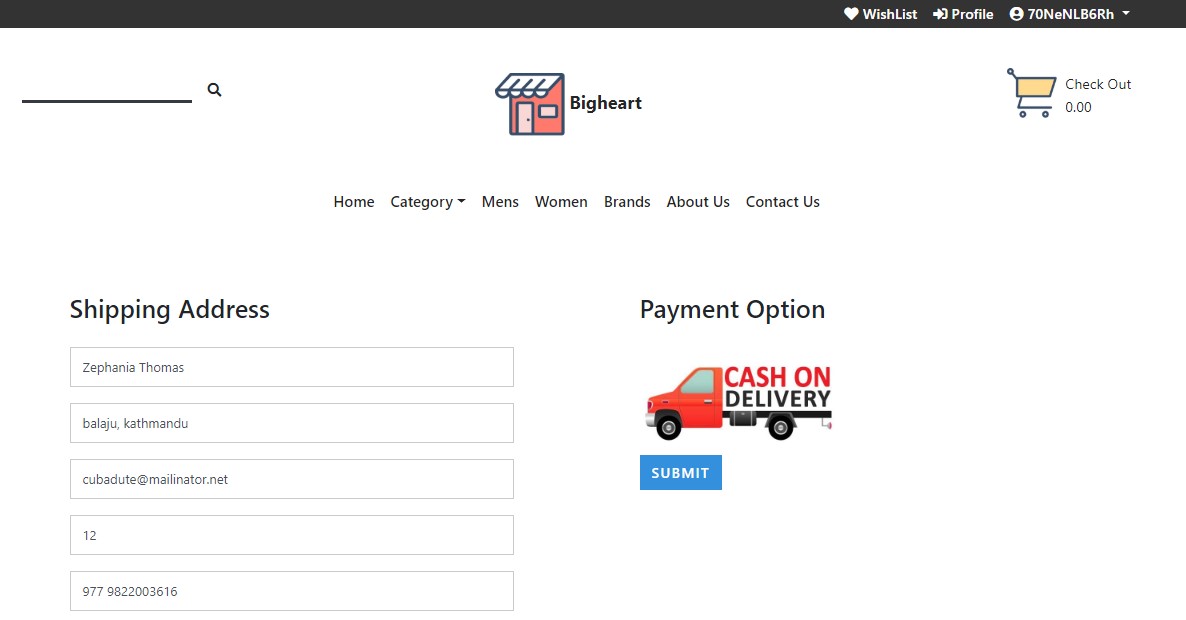 WishList Profile 70NeNLB6Rh
Bigheart
Check Out
0.00
Home Category Mens Women Brands About Us Contact Us
Shipping Address
Zephania Thomas
balaju, kathmandu
cubadute@mailinator.net
12
977 9822003616
Payment Option
CASH ON
DELIVERY
SUBMIT